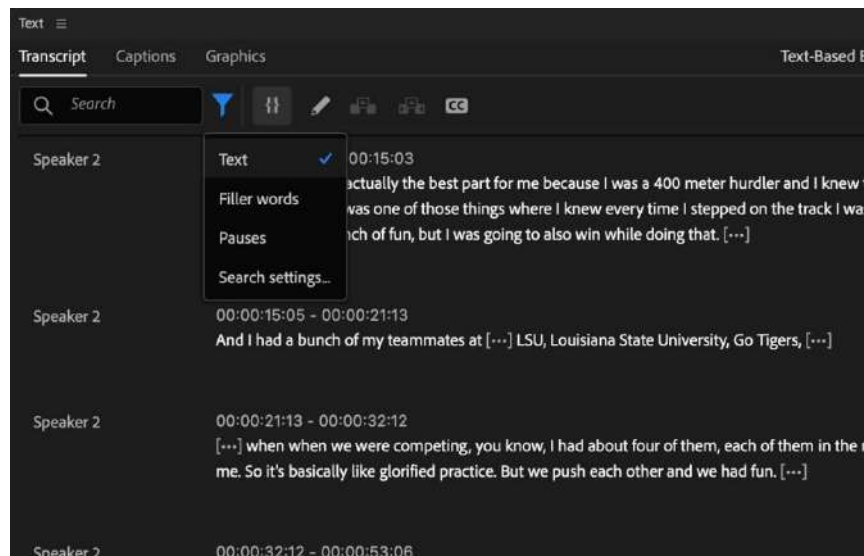 Text
Transcript Captions Graphics Text-Based E
Search CC
Speaker 2
Text 00:15:03
actually the best part for me because I was a 400 meter hurdler and I knew
Filler words
was one of those things where I knew every time I stepped on the track I was
Pauses
nch of fun, but I was going to also win while doing that. [•••]
Search settings...
Speaker 2 00:00:15:05 - 00:00:21:13
And I had a bunch of my teammates at [•••] LSU, Louisiana State University, Go Tigers, [•••]
Speaker 2 00:00:21:13 - 00:00:32:12
[•••] when when we were competing, you know, I had about four of them, each of them in the
me. So it's basically like glorified practice. But we push each other and we had fun. [•••]
Speaker 2 00:00:32:12 - 00:00:53:06